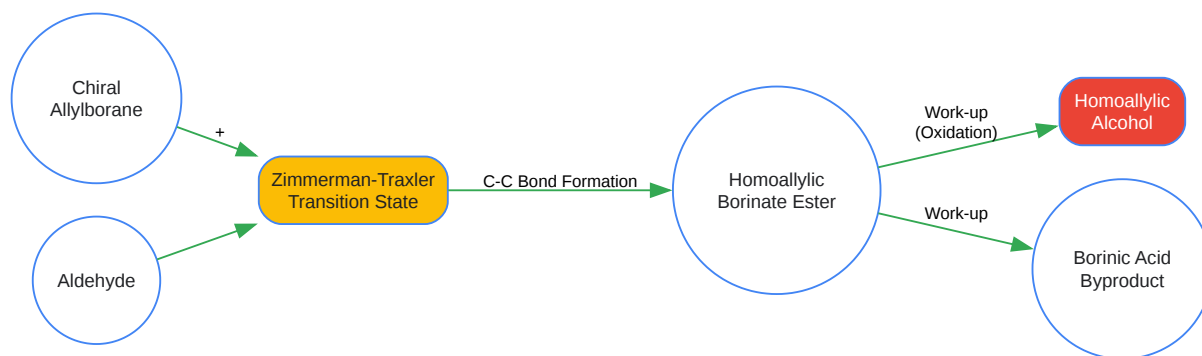 Chiral
Allylborane
+
Aldehyde
Zimmerman-Traxler
Transition State
C-C Bond Formation
Homoallylic
Borinate Ester
Work-up
(Oxidation)
Homoallylic
Alcohol
Work-up
Borinic Acid
Byproduct